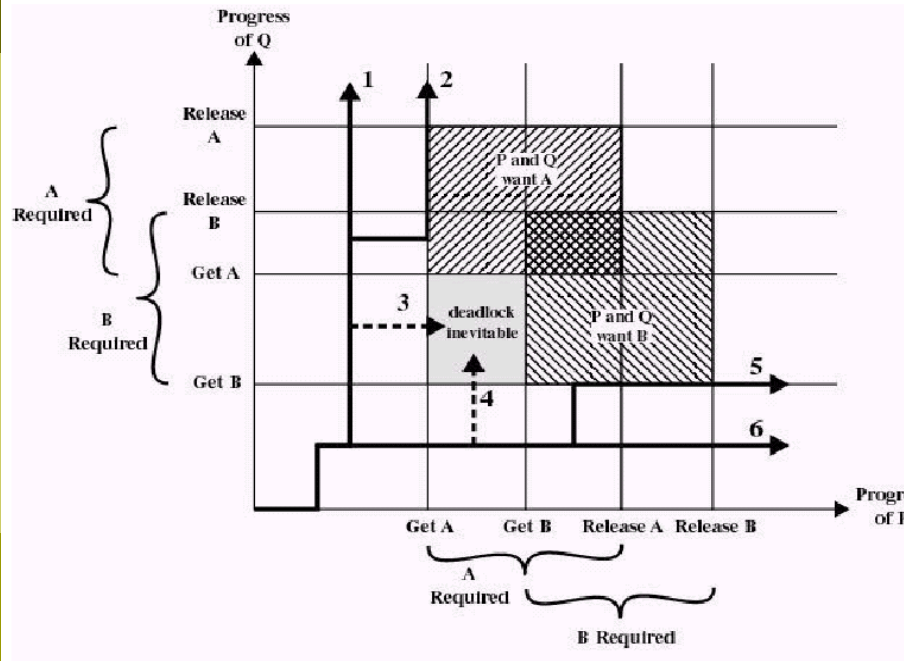 Progress
of Q
1
2
Release
A
P and Q
want A
A
Required
Release
B
Get A
3
deadlock
inevitable
P and Q
want B
B
Required
Get B
5
4
6
Progre
of
Get A
Get B
Release A
Release B
A
Required
B Required